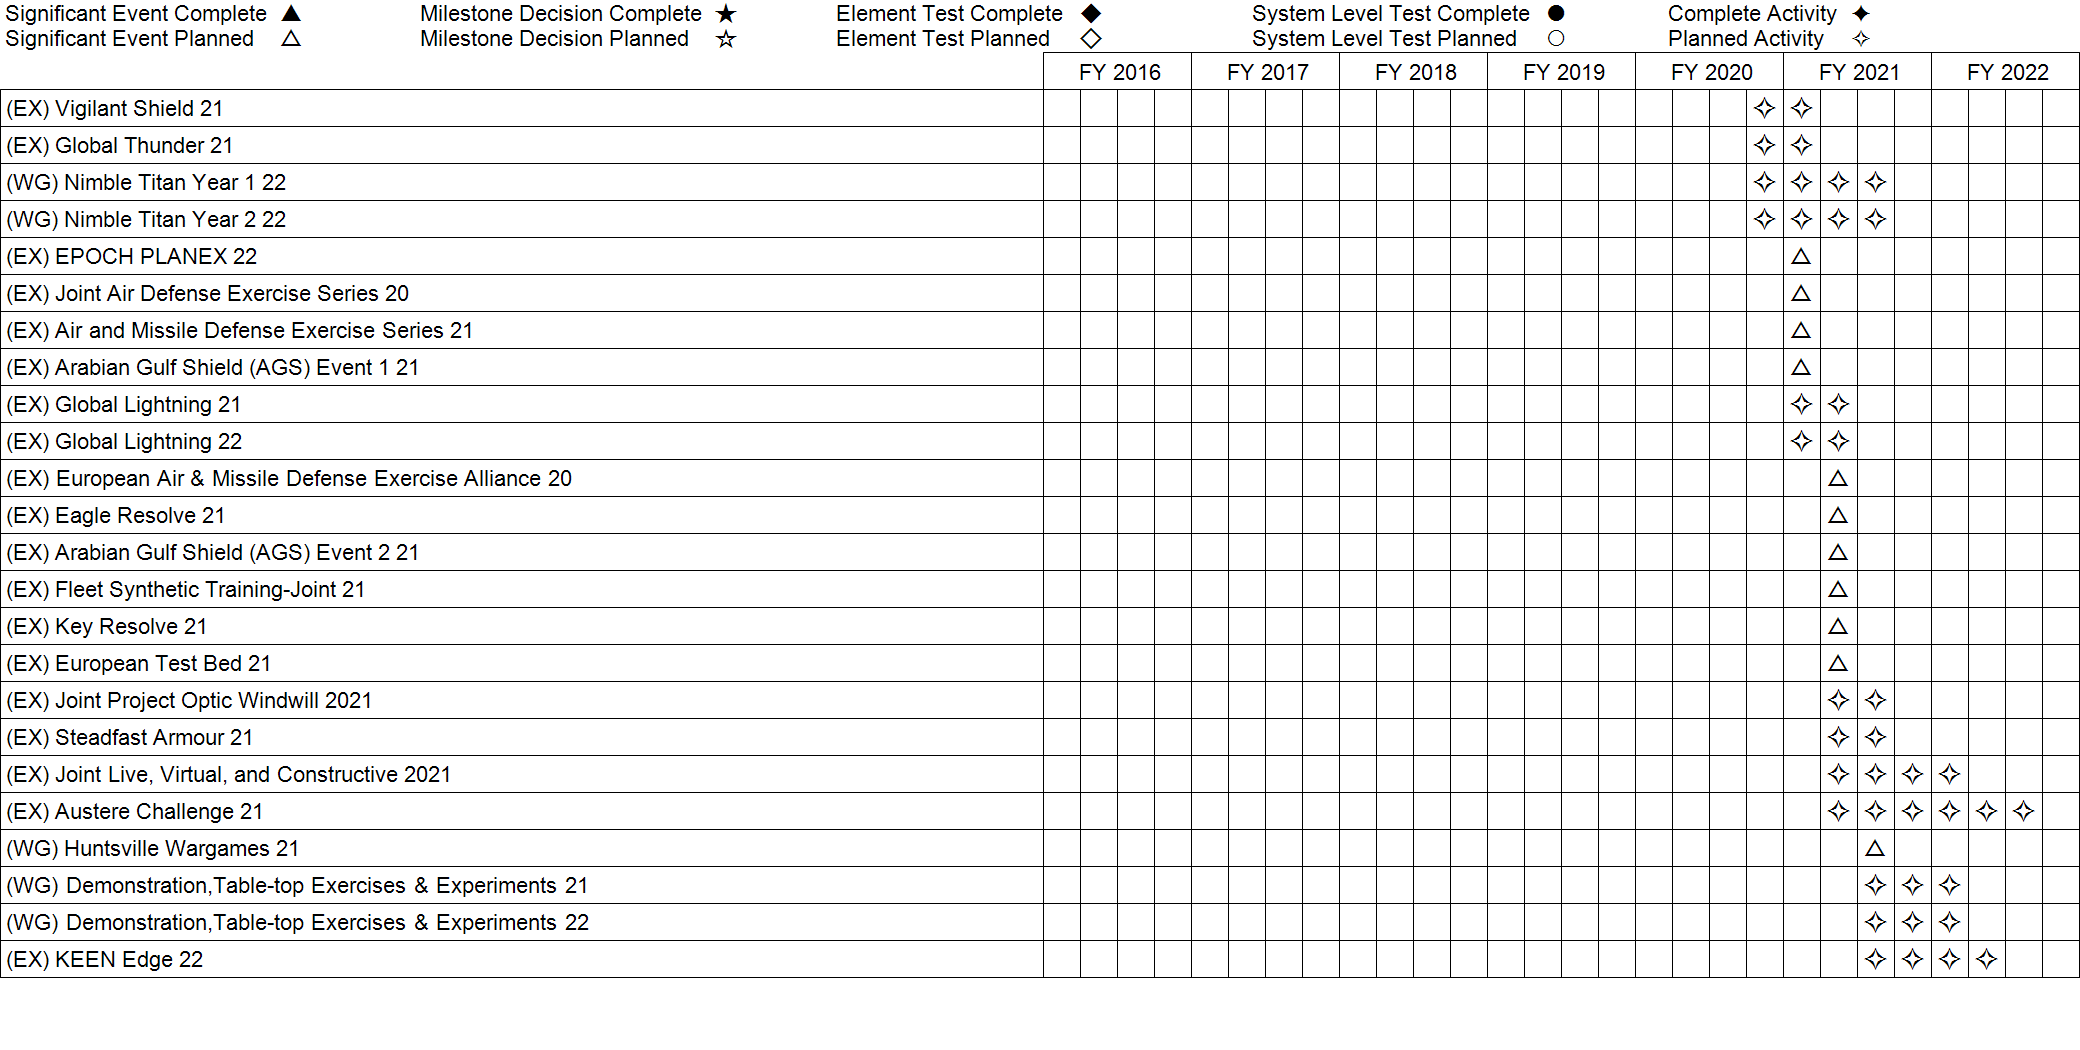 Significant Event Complete ▲ Milestone Decision Complete ★ Element Test Complete ◆ System Level Test Complete ● Complete Activity ✦
Significant Event Planned △ Milestone Decision Planned ☆ Element Test Planned ◇ System Level Test Planned ○ Planned Activity ✧
FY 2016 FY 2017 FY 2018 FY 2019 FY 2020 FY 2021 FY 2022
(EX) Vigilant Shield 21 ✧ ✧
(EX) Global Thunder 21 ✧ ✧
(WG) Nimble Titan Year 1 22 ✧ ✧ ✧ ✧
(WG) Nimble Titan Year 2 22 ✧ ✧ ✧ ✧
(EX) EPOCH PLANEX 22 △
(EX) Joint Air Defense Exercise Series 20 △
(EX) Air and Missile Defense Exercise Series 21 △
(EX) Arabian Gulf Shield (AGS) Event 1 21 △
(EX) Global Lightning 21 ✧ ✧
(EX) Global Lightning 22 ✧ ✧
(EX) European Air & Missile Defense Exercise Alliance 20 △
(EX) Eagle Resolve 21 △
(EX) Arabian Gulf Shield (AGS) Event 2 21 △
(EX) Fleet Synthetic Training-Joint 21 △
(EX) Key Resolve 21 △
(EX) European Test Bed 21 △
(EX) Joint Project Optic Windwill 2021 ✧ ✧
(EX) Steadfast Armour 21 ✧ ✧
(EX) Joint Live, Virtual, and Constructive 2021 ✧ ✧ ✧ ✧
(EX) Austere Challenge 21 ✧ ✧ ✧ ✧ ✧ ✧
(WG) Huntsville Wargames 21 △
(WG) Demonstration,Table-top Exercises & Experiments 21 ✧ ✧ ✧
(WG) Demonstration,Table-top Exercises & Experiments 22 ✧ ✧ ✧
(EX) KEEN Edge 22 ✧ ✧ ✧ ✧